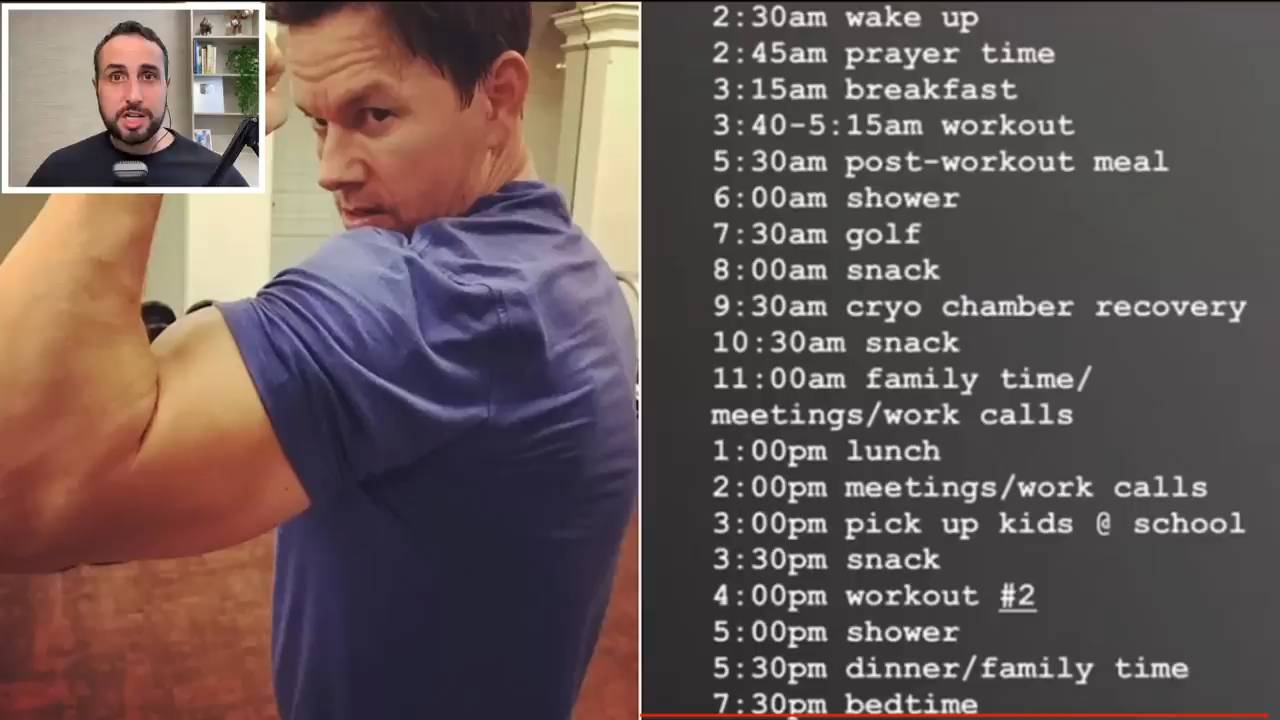 2:30am wake up
2:45am prayer time
3:15am breakfast
3:40-5:15am workout
5:30am post-workout meal
6:00am shower
7:30am golf
8:00am snack
9:30am cryo chamber recovery
10:30am snack
11:00am family time/
meetings/work calls
1:00pm lunch
2:00pm meetings/work calls
3:00pm pick up kids @ school
3:30pm snack
4:00pm workout #2
5:00pm shower
5:30pm dinner/family time
7:30pm bedtime